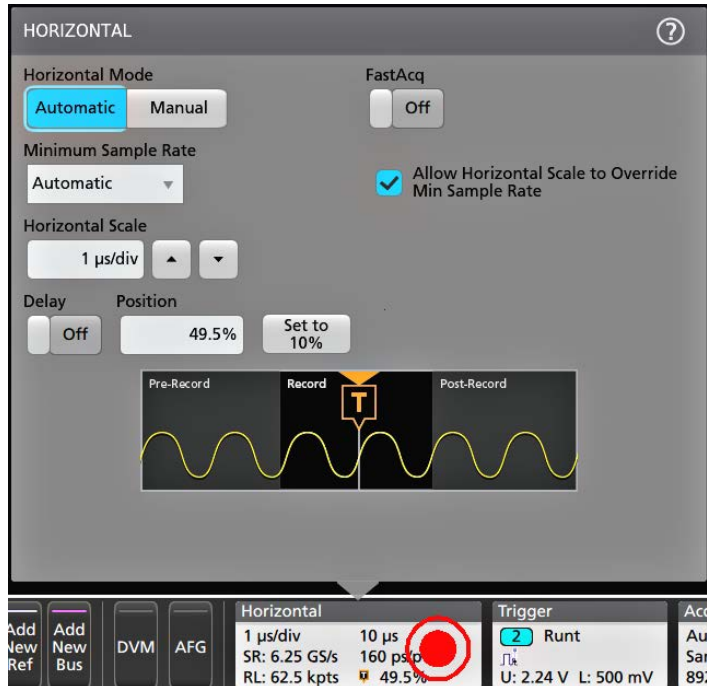 HORIZONTAL
?
Horizontal Mode
FastAcq
Automatic
Manual
Off
Minimum Sample Rate
Automatic
Allow Horizontal Scale to Override
Min Sample Rate
Horizontal Scale
1 µs/div
Delay
Position
Off
49.5%
Set to
10%
Pre-Record
Record
Post-Record
T
Add
New
Ref
Add
New
Bus
DVM
AFG
Horizontal
1 µs/div 10 µs
SR: 6.25 GS/s 160 ps/p
RL: 62.5 kpts 49.5%
Trigger
2 Runt
U: 2.24 V L: 500 mV